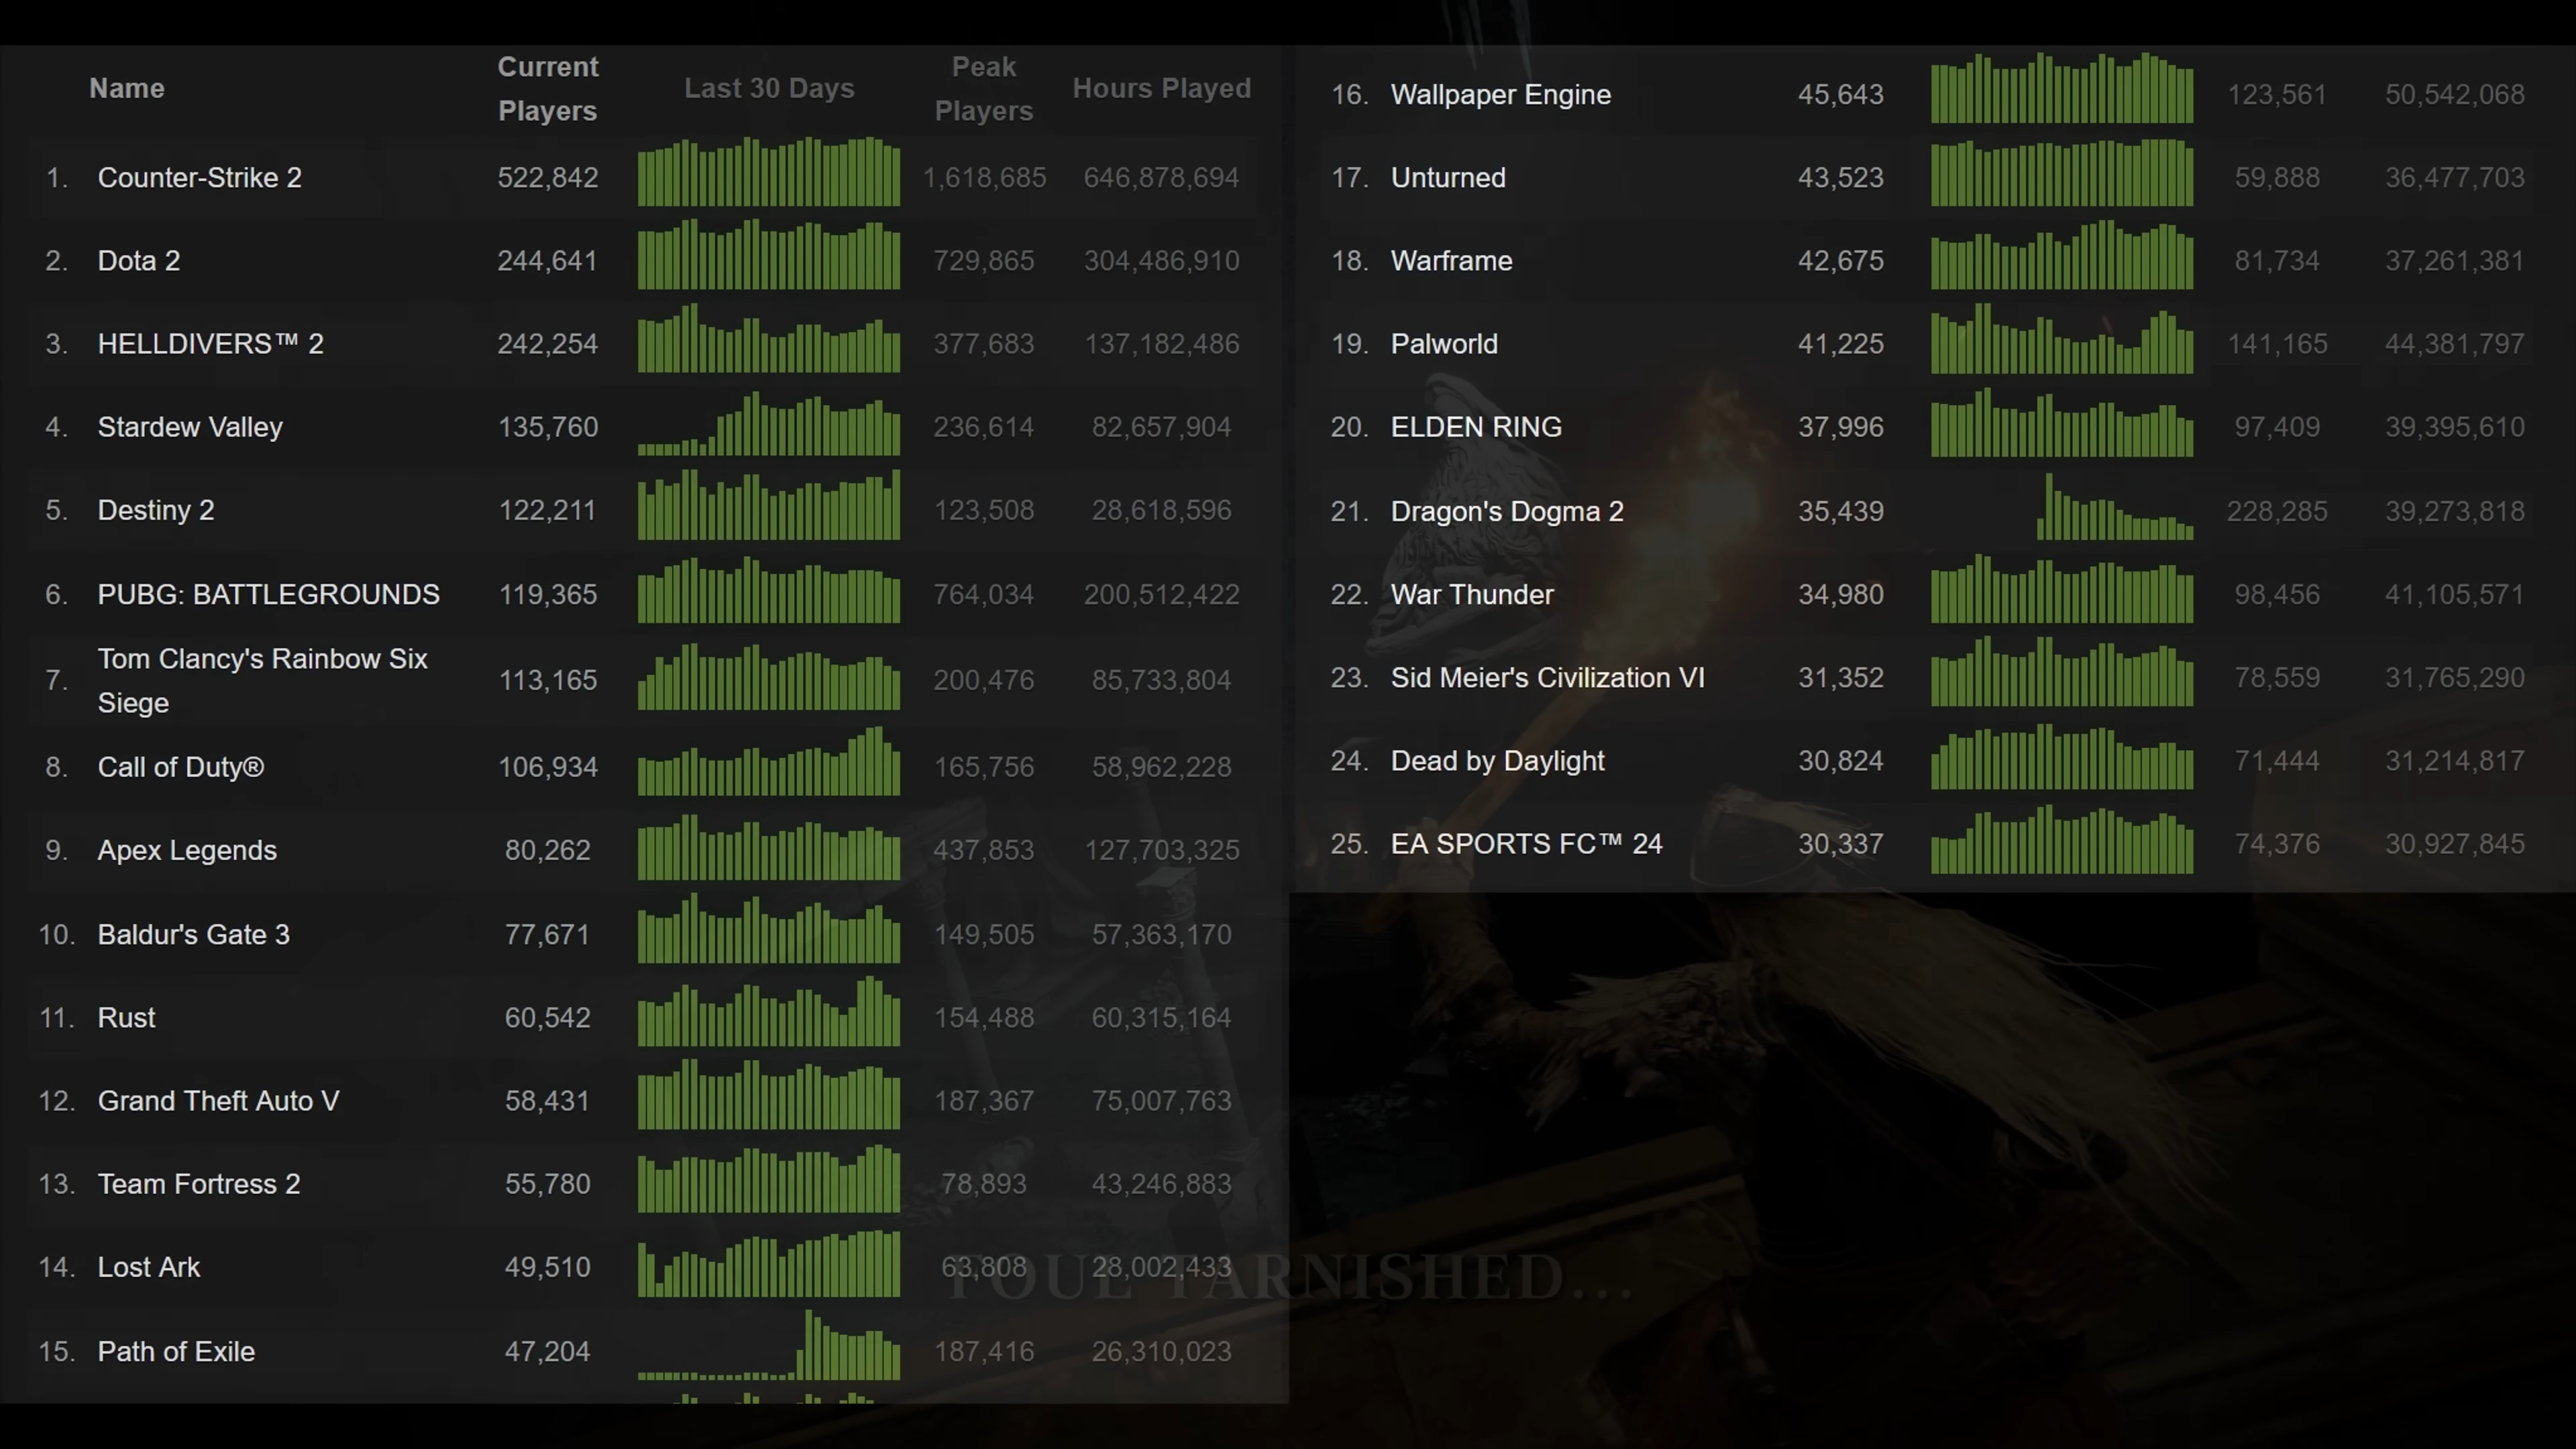 Name Current Players Last 30 Days Peak Players Hours Played
1. Counter-Strike 2 522,842 1,618,685 646,878,694
2. Dota 2 244,641 729,865 304,486,910
3. HELLDIVERS™ 2 242,254 377,683 137,182,486
4. Stardew Valley 135,760 236,614 82,657,904
5. Destiny 2 122,211 123,508 28,618,596
6. PUBG: BATTLEGROUNDS 119,365 764,034 200,512,422
7. Tom Clancy's Rainbow Six Siege 113,165 200,476 85,733,804
8. Call of Duty® 106,934 165,756 58,962,228
9. Apex Legends 80,262 437,853 127,703,325
10. Baldur's Gate 3 77,671 149,505 57,363,170
11. Rust 60,542 154,488 60,315,164
12. Grand Theft Auto V 58,431 187,367 75,007,763
13. Team Fortress 2 55,780 78,893 43,246,883
14. Lost Ark 49,510 63,808 28,002,433
15. Path of Exile 47,204 187,416 26,310,023
16. Wallpaper Engine 45,643 123,561 50,542,068
17. Unturned 43,523 59,888 36,477,703
18. Warframe 42,675 81,734 37,261,381
19. Palworld 41,225 141,165 44,381,797
20. ELDEN RING 37,996 97,409 39,395,610
21. Dragon's Dogma 2 35,439 228,285 39,273,818
22. War Thunder 34,980 98,456 41,105,571
23. Sid Meier's Civilization VI 31,352 78,559 31,765,290
24. Dead by Daylight 30,824 71,444 31,214,817
25. EA SPORTS FC™ 24 30,337 74,376 30,927,845
FOUL TARNISHED...